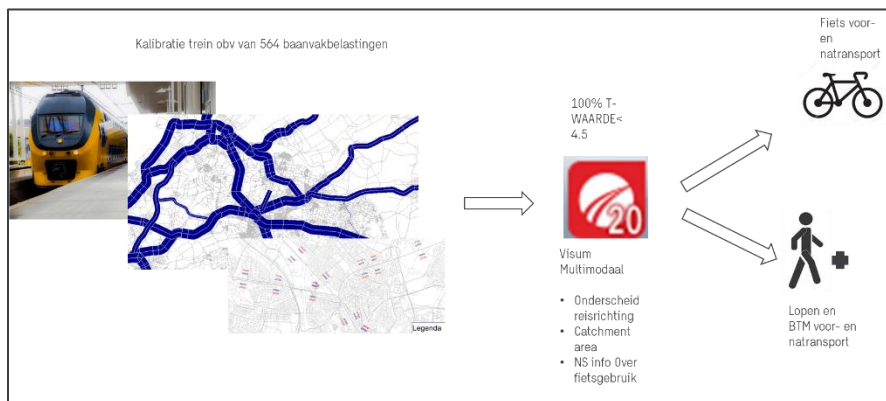 Kalibratie trein obv van 564 baanvakbelastingen
Fiets voor-
en
natransport
100% T-
WAARDE<
4.5
20
Visum
Multimodaal
• Onderscheid
reisrichting
• Catchment
area
• NS info Over
fietsgebruik
Lopen en
BTM voor- en
natransport
Legenda